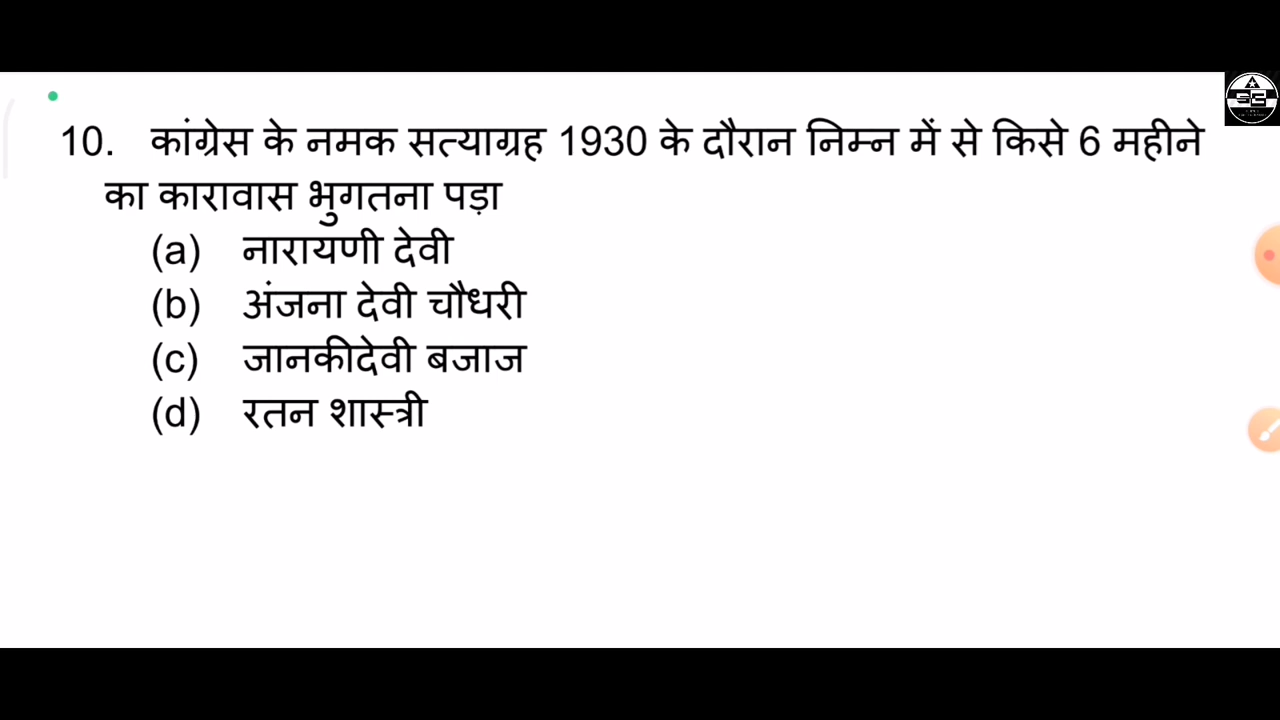 10. कांग्रेस के नमक सत्याग्रह 1930 के दौरान निम्न में से किसे 6 महीने
का कारावास भुगतना पड़ा
(a) नारायणी देवी
(b) अंजना देवी चौधरी
(c) जानकीदेवी बजाज
(d) रतन शास्त्री